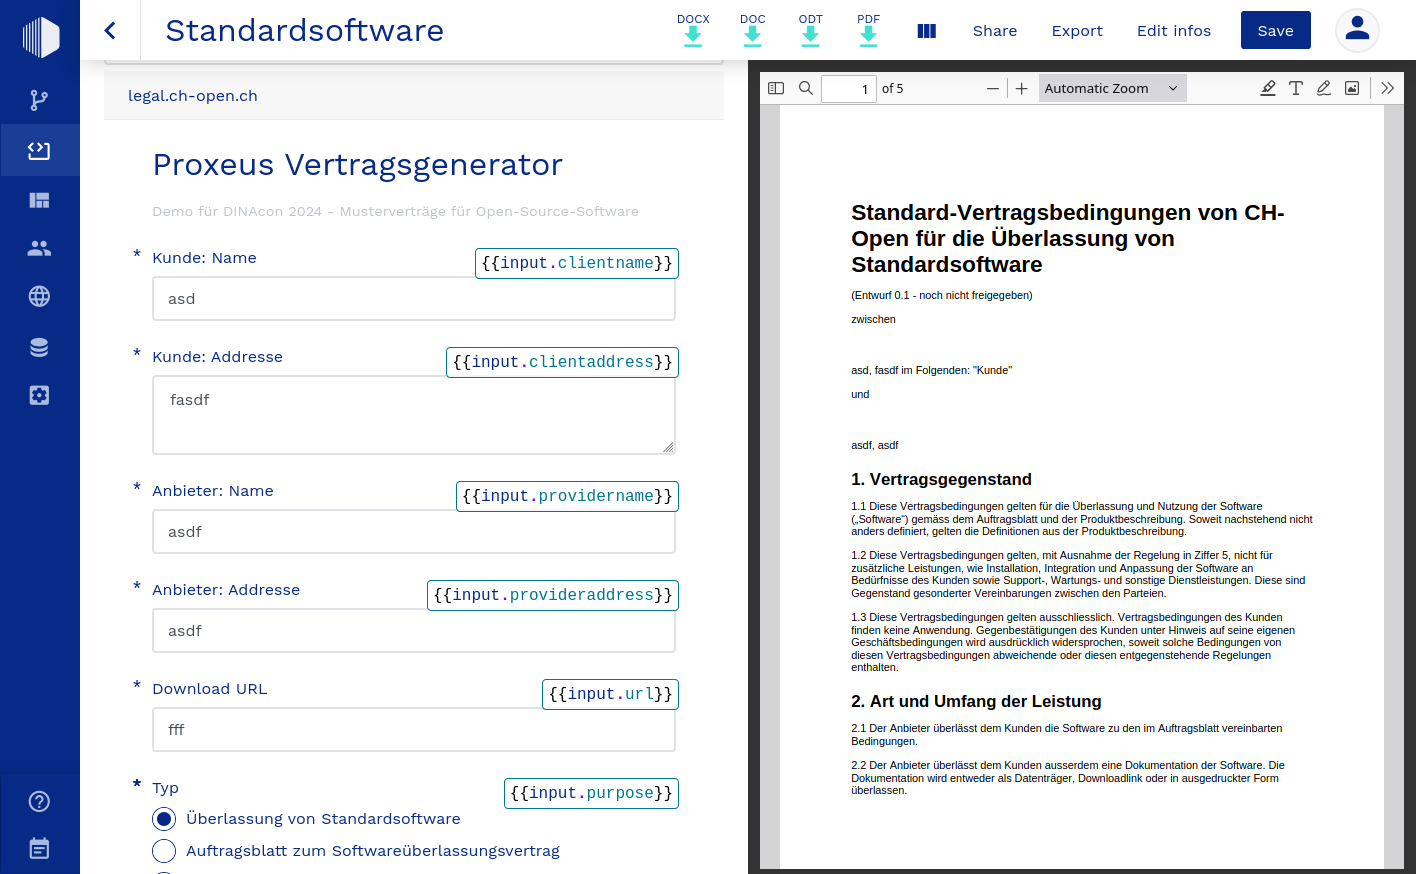 Standardsoftware
DOCX
DOC
ODT
PDF
Share
Export
Edit infos
Save
legal.ch-open.ch
Proxeus Vertragsgenerator
Demo für DINAcon 2024 - Musterverträge für Open-Source-Software
* Kunde: Name
{{input.clientname}}
asd
* Kunde: Addresse
{{input.clientaddress}}
fasdf
* Anbieter: Name
{{input.providername}}
asdf
* Anbieter: Addresse
{{input.provideraddress}}
asdf
* Download URL
{{input.url}}
fff
* Typ
{{input.purpose}}
Überlassung von Standardsoftware
Auftragsblatt zum Softwareüberlassungsvertrag
1 of 5
Automatic Zoom
Standard-Vertragsbedingungen von CH-
Open für die Überlassung von
Standardsoftware
(Entwurf 0.1 - noch nicht freigegeben)
zwischen
asd, fasdf im Folgenden: "Kunde"
und
asdf, asdf
1. Vertragsgegenstand
1.1 Diese Vertragsbedingungen gelten für die Überlassung und Nutzung der Software
(„Software“) gemäss dem Auftragsblatt und der Produktbeschreibung. Soweit nachstehend nicht
anders definiert, gelten die Definitionen aus der Produktbeschreibung.
1.2 Diese Vertragsbedingungen gelten, mit Ausnahme der Regelung in Ziffer 5, nicht für
zusätzliche Leistungen, wie Installation, Integration und Anpassung der Software an
Bedürfnisse des Kunden sowie Support-, Wartungs- und sonstige Dienstleistungen. Diese sind
Gegenstand gesonderter Vereinbarungen zwischen den Parteien.
1.3 Diese Vertragsbedingungen gelten ausschliesslich. Vertragsbedingungen des Kunden
finden keine Anwendung. Gegenbestätigungen des Kunden unter Hinweis auf seine eigenen
Geschäftsbedingungen wird ausdrücklich widersprochen, soweit solche Bedingungen von
diesen Vertragsbedingungen abweichende oder diesen entgegenstehende Regelungen
enthalten.
2. Art und Umfang der Leistung
2.1 Der Anbieter überlässt dem Kunden die Software zu den im Auftragsblatt vereinbarten
Bedingungen.
2.2 Der Anbieter überlässt dem Kunden ausserdem eine Dokumentation der Software. Die
Dokumentation wird entweder als Datenträger, Downloadlink oder in ausgedruckter Form
überlassen.